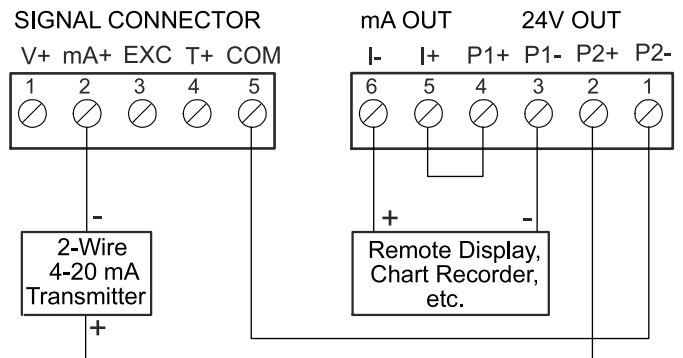 SIGNAL CONNECTOR
V+ mA+ EXC T+ COM
1 2 3 4 5
mA OUT 24V OUT
I- I+ P1+ P1- P2+ P2-
6 5 4 3 2 1
-
2-Wire
4-20 mA
Transmitter
+
+ -
Remote Display,
Chart Recorder,
etc.